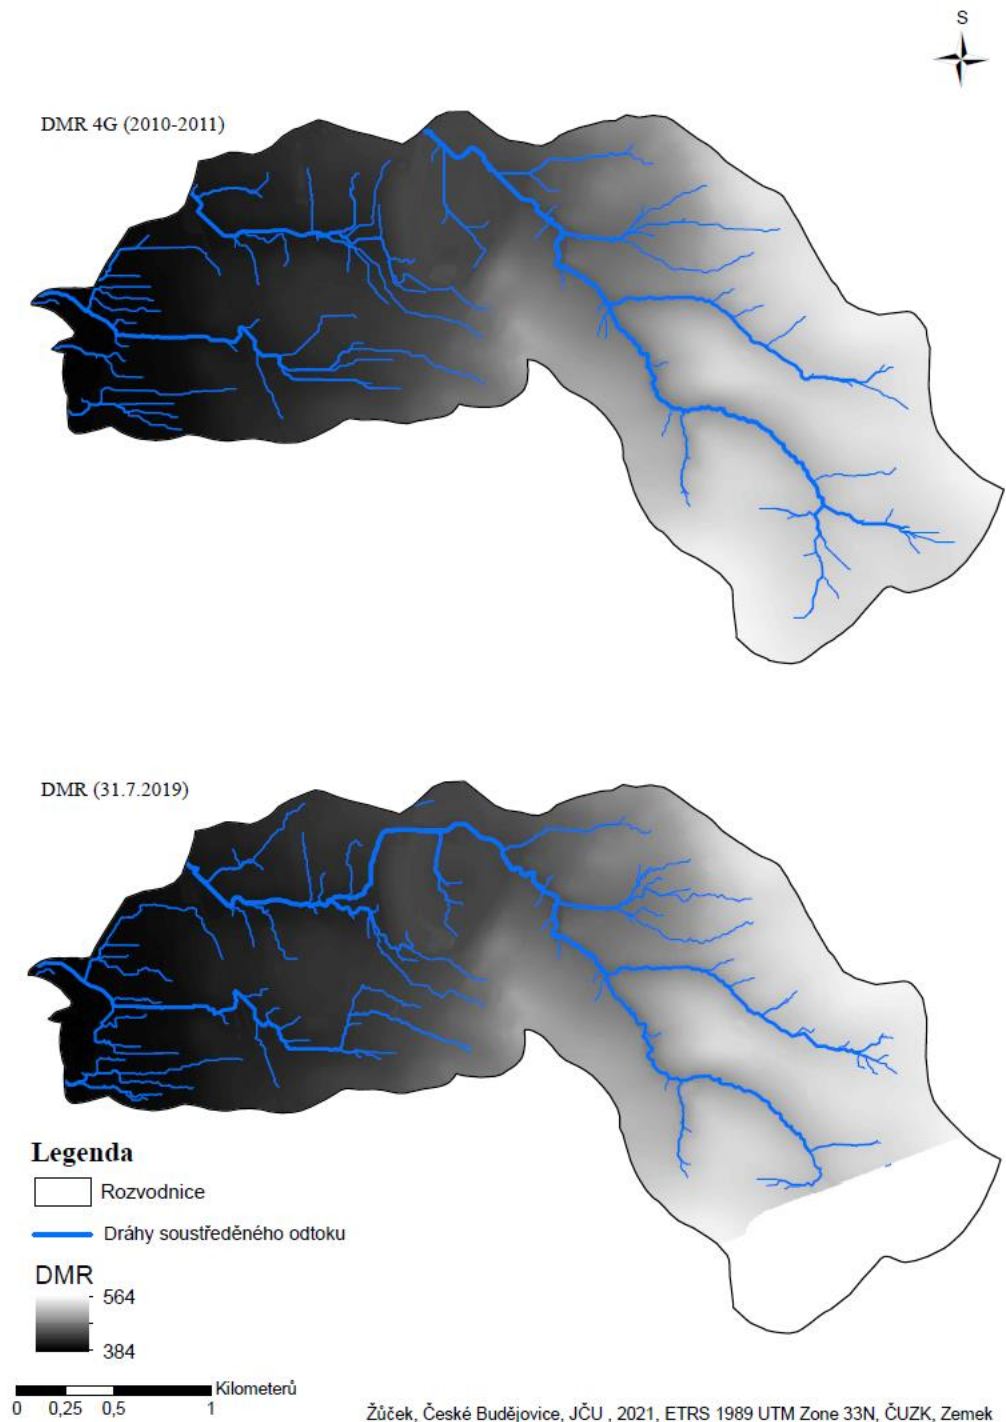 S
DMR 4G (2010-2011)
DMR (31.7.2019)
Legenda
Rozvodnice
Dráhy soustředěného odtoku
DMR
564
384
Kilometerů
0 0,25 0,5 1
Žůček, České Budějovice, JČU , 2021, ETRS 1989 UTM Zone 33N, ČUZK, Zemek